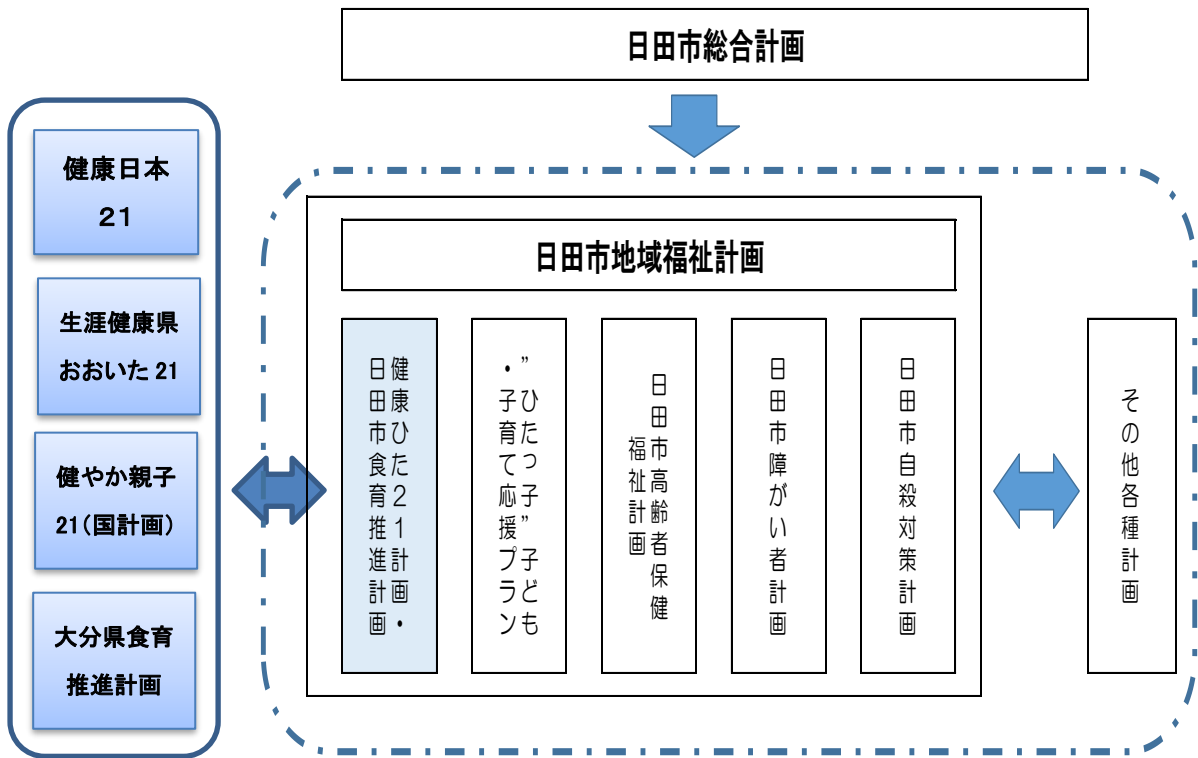 日田市総合計画
健康日本
21
生涯健康県
おおいた 21
健やか親子
21(国計画)
大分県食育
推進計画
日田市地域福祉計画
健康ひた21計画・
日田市食育推進計画
”ひたっ子”子ども
・子育て応援プラン
日田市高齢者保健
福祉計画
日田市障がい者計画
日田市自殺対策計画
その他各種計画